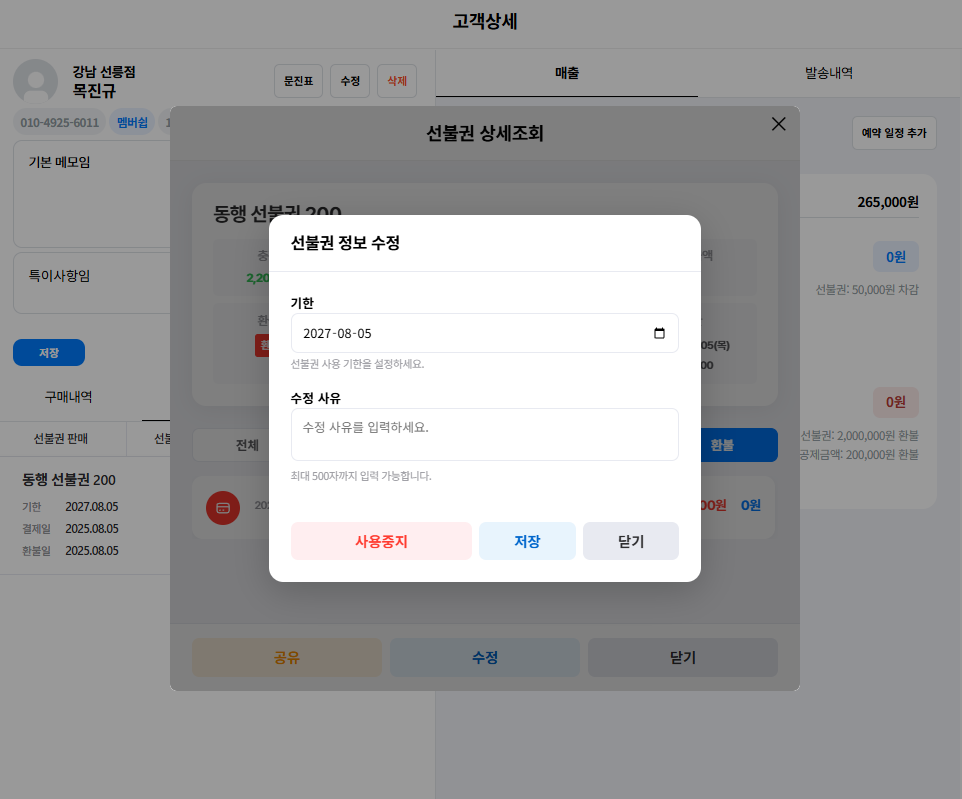 고객상세
강남 선릉점
목진규
문진표
수정
삭제
매출
발송내역
010-4925-6011
멤버쉽
선불권 상세조회
예약 일정 추가
기본 메모임
동행 선불권 200
265,000원
선불권 정보 수정
0원
특이사항임
선불권: 50,000원 차감
기한
2027-08-05
선불권 사용 기한을 설정하세요.
저장
05(목)
00
구매내역
수정 사유
0원
수정 사유를 입력하세요.
선불권 판매
전체
환불
선불권: 2,000,000원 환불
공제금액: 200,000원 환불
최대 500자까지 입력 가능합니다.
동행 선불권 200
기한 2027.08.05
00원 0원
결제일 2025.08.05
환불일 2025.08.05
사용중지
저장
닫기
공유
수정
닫기